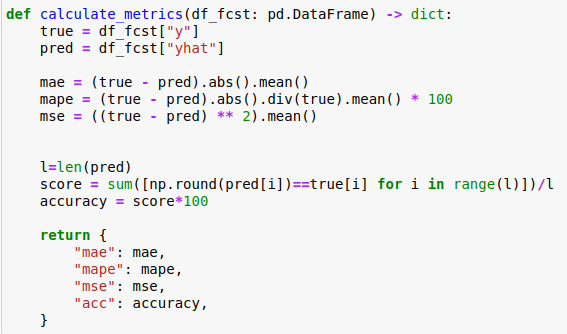 def calculate_metrics(df_fcst: pd.DataFrame) -> dict:
    true = df_fcst["y"]
    pred = df_fcst["yhat"]

    mae = (true - pred).abs().mean()
    mape = (true - pred).abs().div(true).mean() * 100
    mse = ((true - pred) ** 2).mean()


    l=len(pred)
    score = sum([np.round(pred[i])==true[i] for i in range(l)])/l
    accuracy = score*100

    return {
        "mae": mae,
        "mape": mape,
        "mse": mse,
        "acc": accuracy,
    }